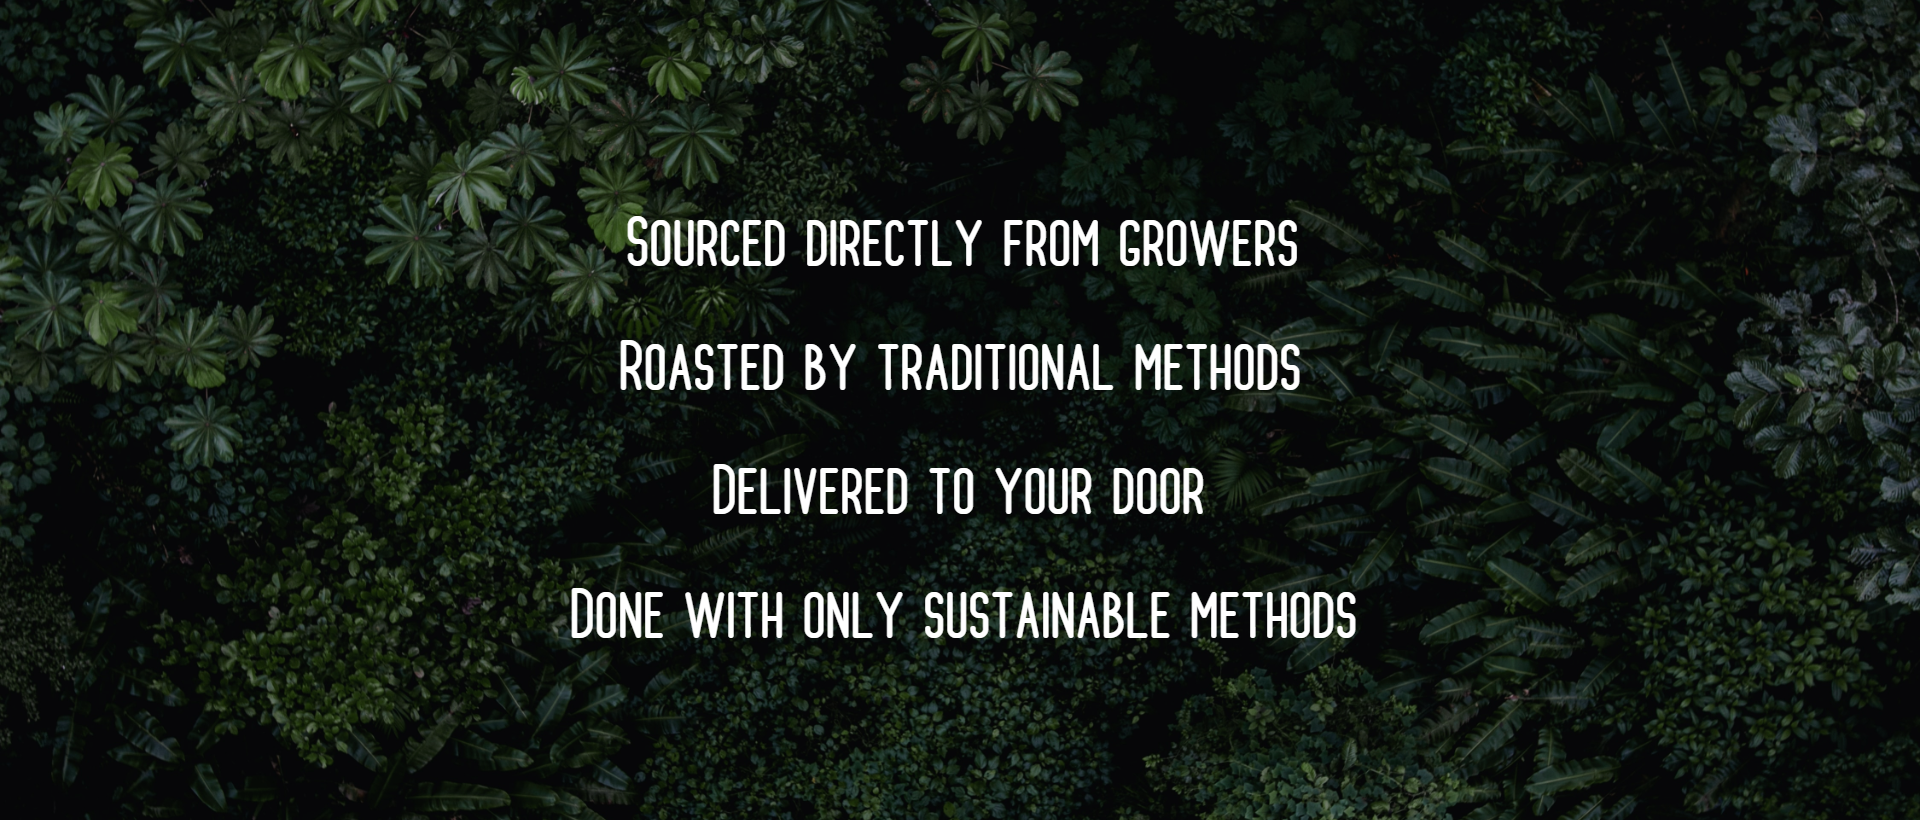 Sourced directly from growers
Roasted by traditional methods
Delivered to your door
Done with only sustainable methods